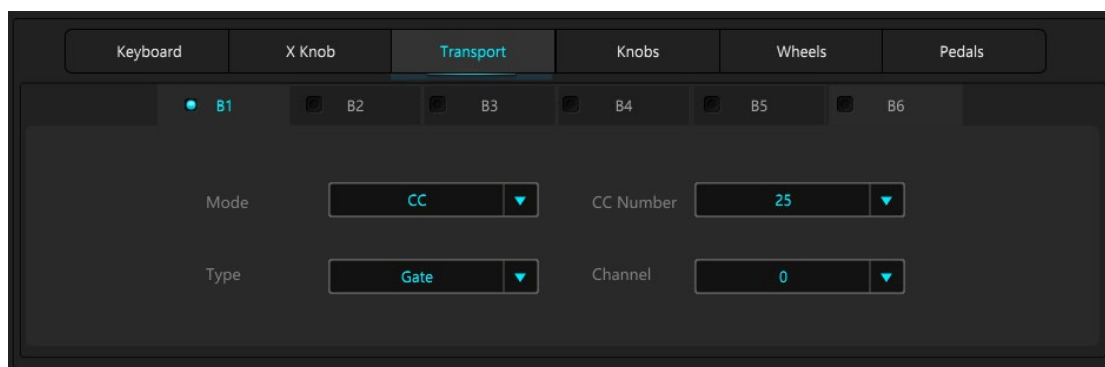 Keyboard X Knob Transport Knobs Wheels Pedals
B1 B2 B3 B4 B5 B6
Mode CC CC Number 25
Type Gate Channel 0